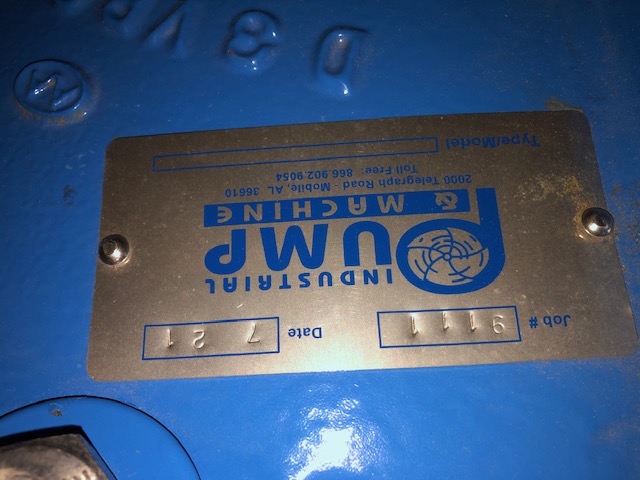 Job # 9111 Date 7 21
INDUSTRIAL
PUMP
& MACHINE
2000 Telegraph Road - Mobile, AL 36610
Toll Free: 866.902.9054
Type/Model